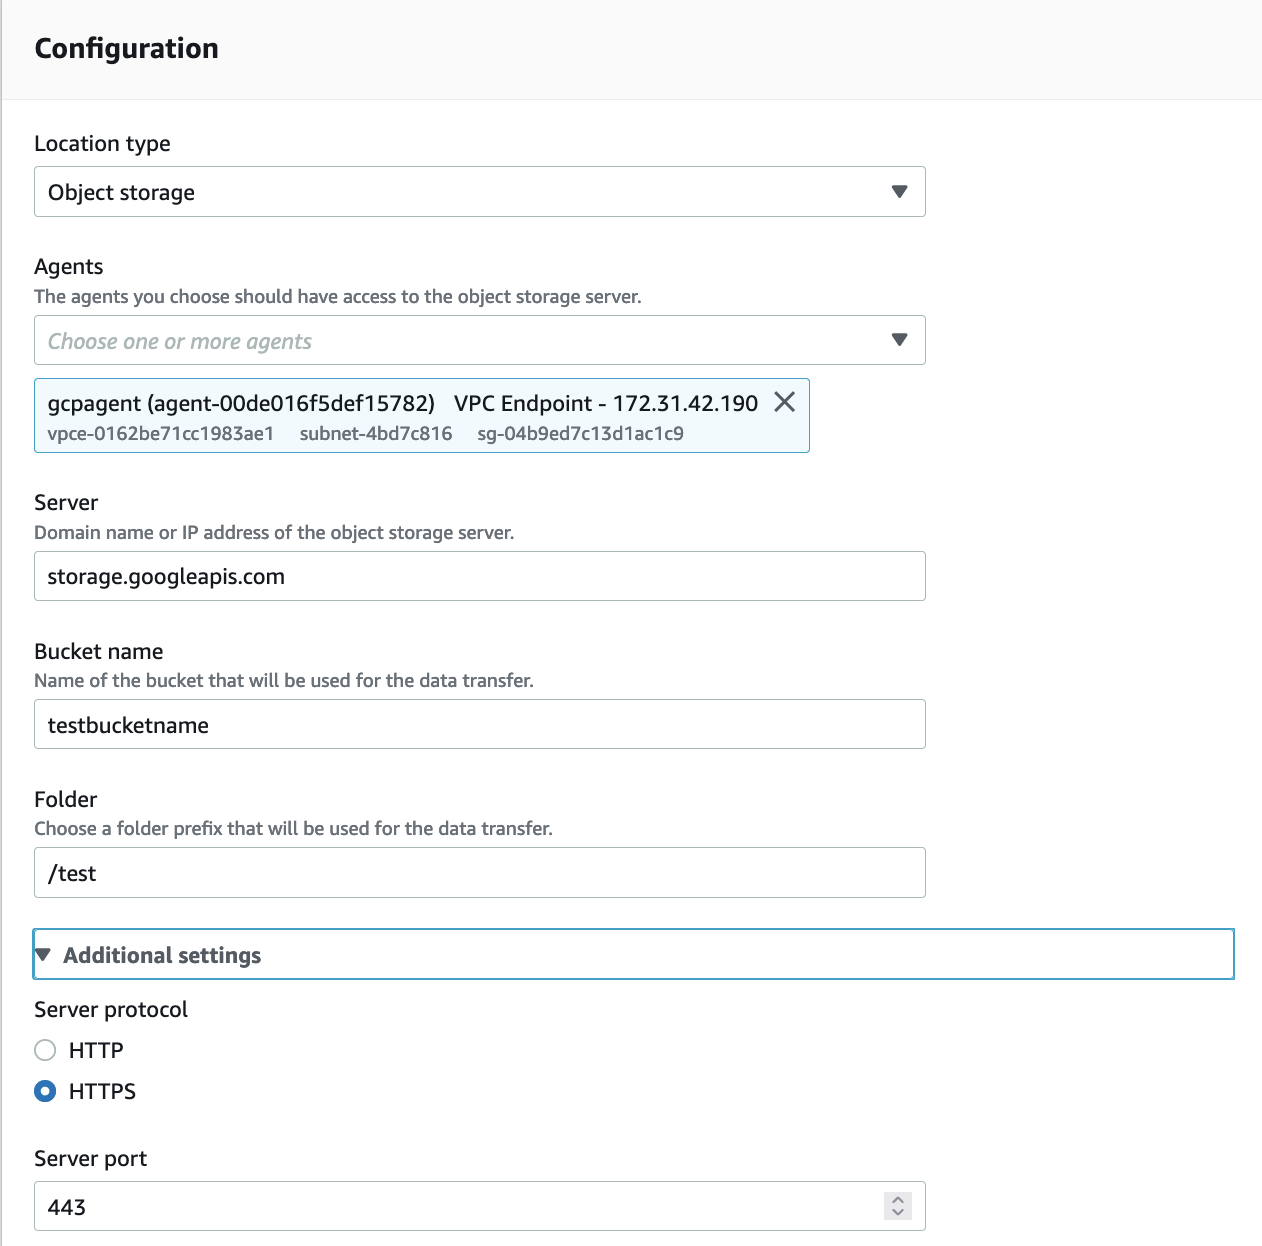 Configuration
Location type
Object storage
Agents
The agents you choose should have access to the object storage server.
Choose one or more agents
gcpagent (agent-00de016f5def15782) VPC Endpoint - 172.31.42.190
vpce-0162be71cc1983ae1 subnet-4bd7c816 sg-04b9ed7c13d1ac1c9
Server
Domain name or IP address of the object storage server.
storage.googleapis.com
Bucket name
Name of the bucket that will be used for the data transfer.
testbucketname
Folder
Choose a folder prefix that will be used for the data transfer.
/test
Additional settings
Server protocol
HTTP
HTTPS
Server port
443